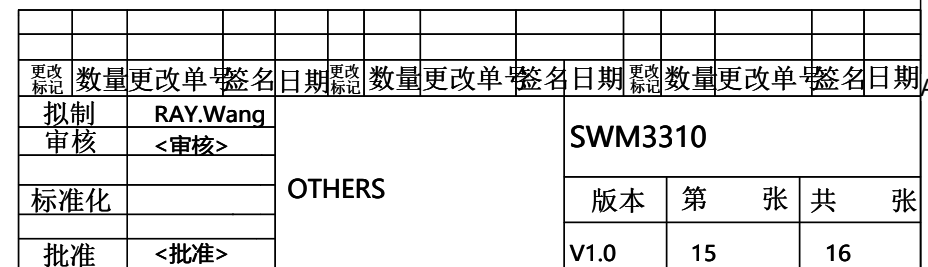 更改标记 数量 更改单号 签名 日期 更改标记 数量 更改单号 签名 日期 更改标记 数量 更改单号 签名 日期
拟制 RAY.Wang
审核 <审核>
SWM3310
OTHERS
标准化
版本 第 张 共 张
批准 <批准>
V1.0 15 16